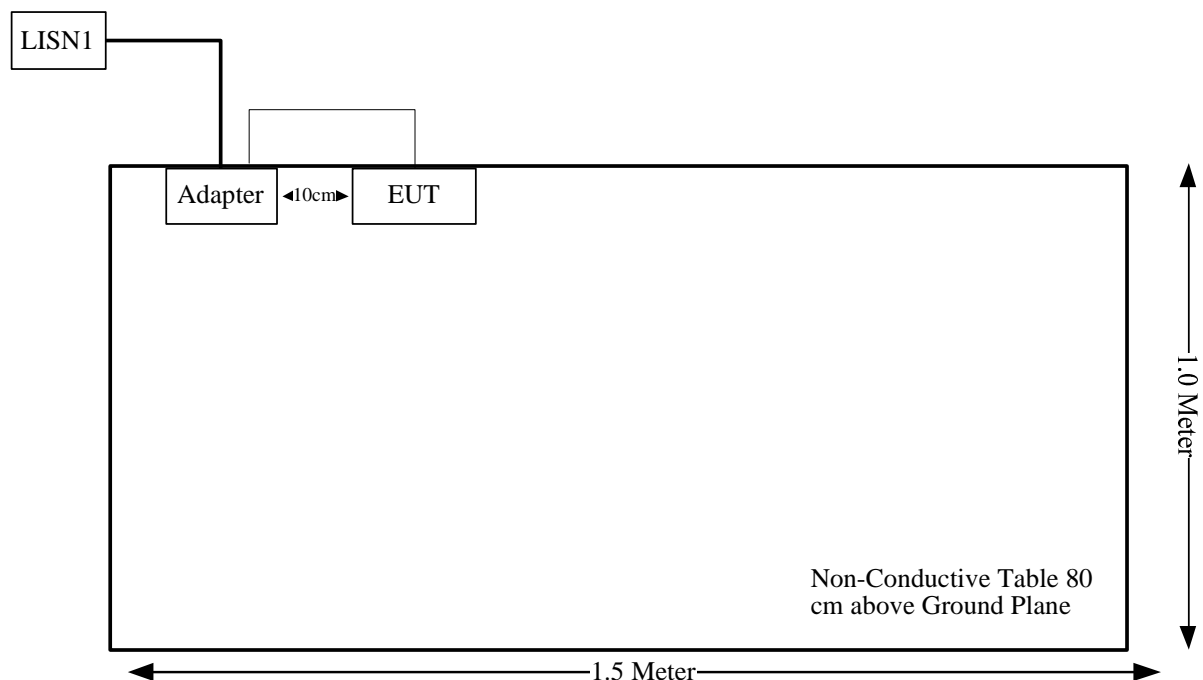 LISN1
Adapter
10cm
EUT
1.0 Meter
Non-Conductive Table 80
cm above Ground Plane
1.5 Meter